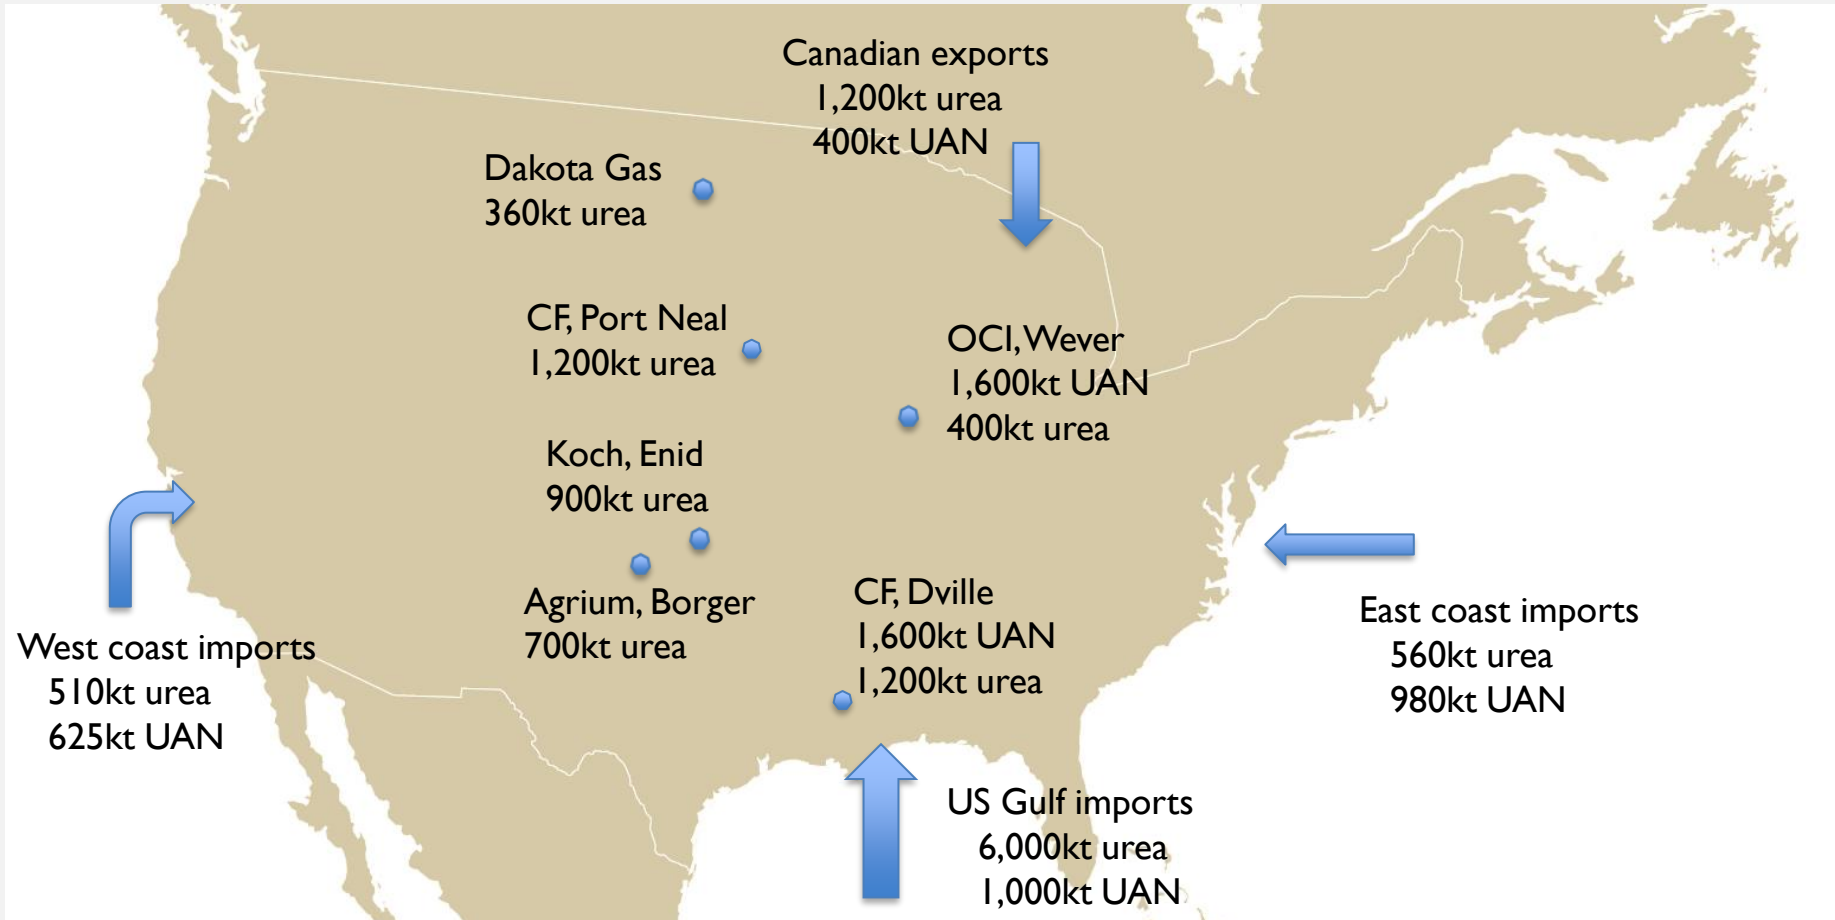 Canadian exports
1,200kt urea
400kt UAN
Dakota Gas
360kt urea
CF, Port Neal
1,200kt urea
OCI, Wever
1,600kt UAN
400kt urea
Koch, Enid
900kt urea
Agrium, Borger
700kt urea
CF, Dville
1,600kt UAN
1,200kt urea
West coast imports
510kt urea
625kt UAN
East coast imports
560kt urea
980kt UAN
US Gulf imports
6,000kt urea
1,000kt UAN